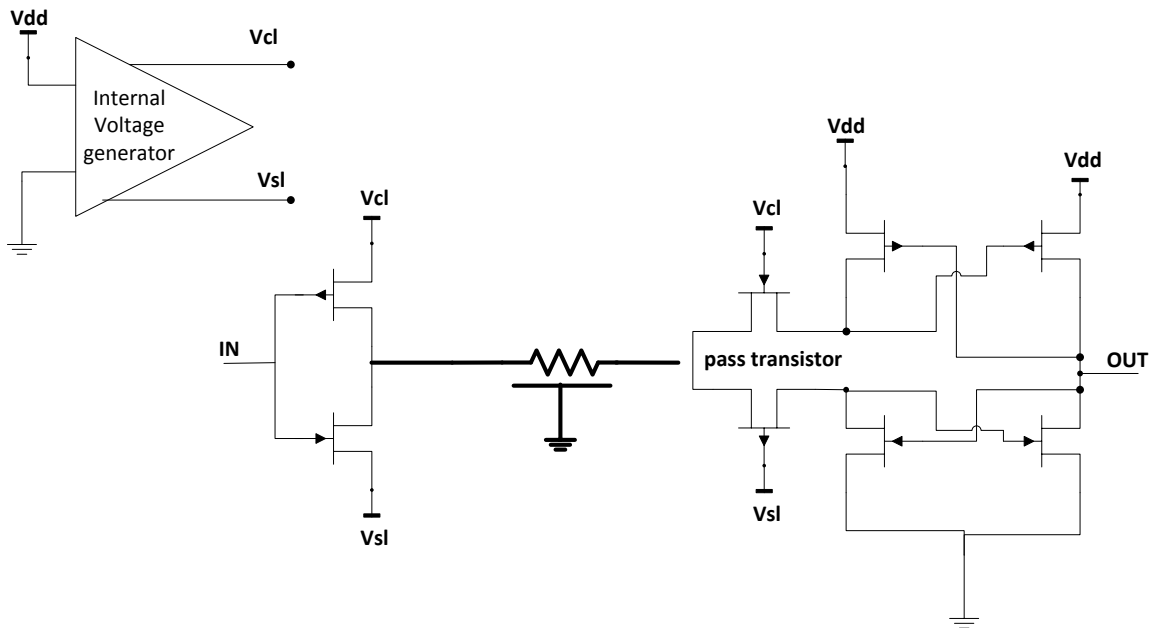 Vdd
Vcl
Internal
Voltage
generator
Vsl
Vdd
Vdd
Vcl
Vcl
IN
pass transistor
OUT
Vsl
Vsl